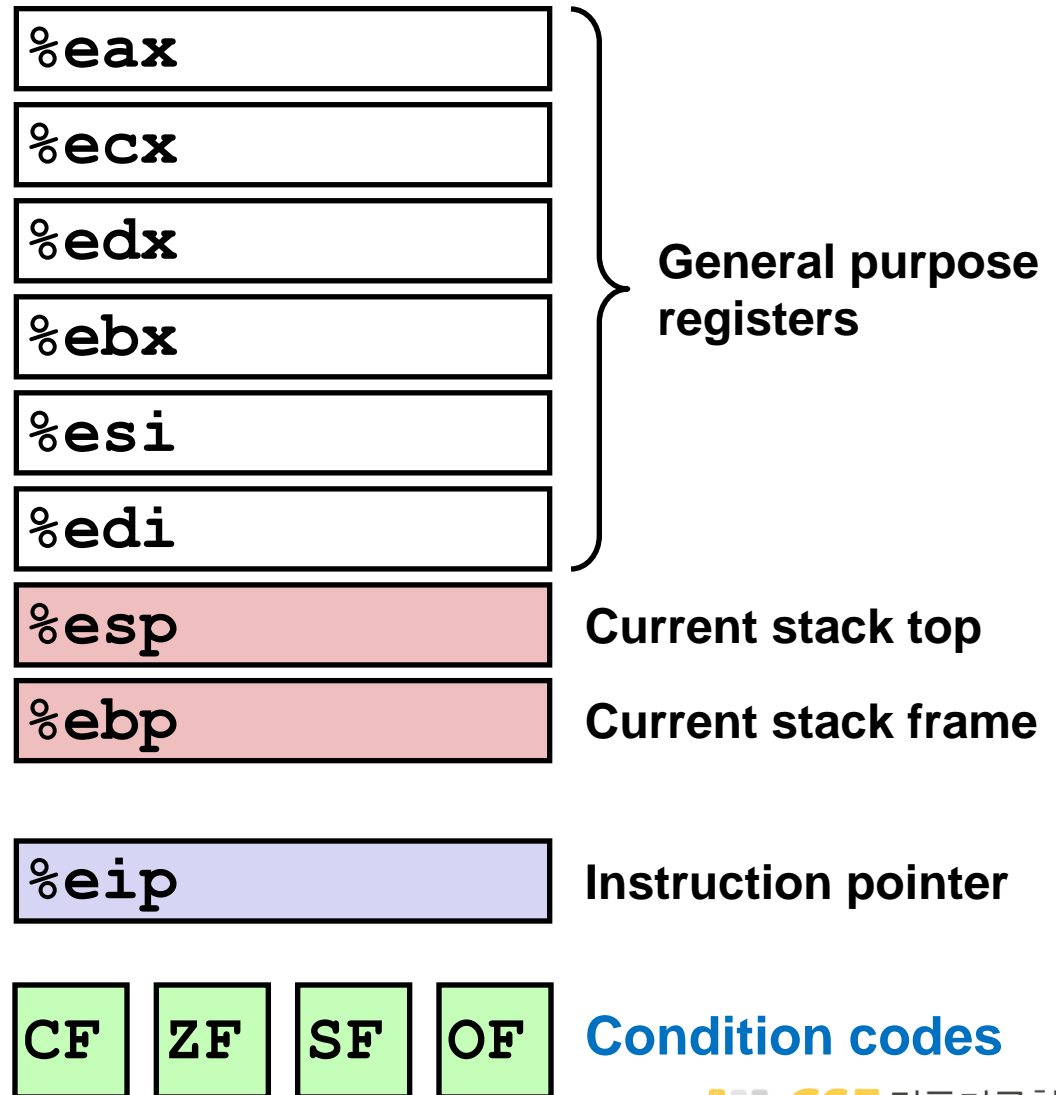 %eax
%ecx
%edx
%ebx
%esi
%edi
General purpose
registers
%esp
Current stack top
%ebp
Current stack frame
%eip
Instruction pointer
CF ZF SF OF
Condition codes